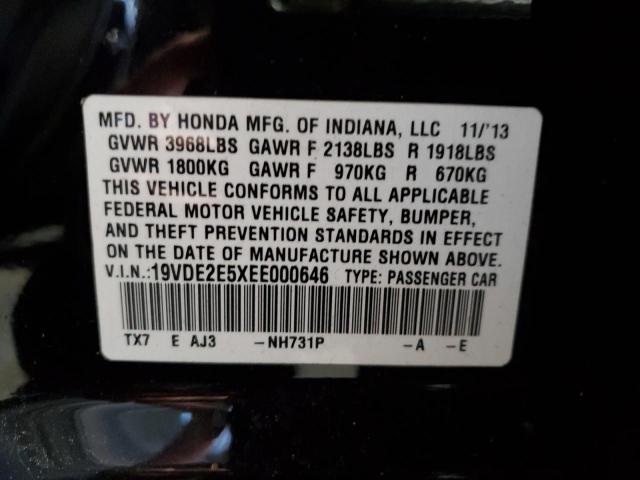 MFD. BY HONDA MFG. OF INDIANA, LLC 11/'13
GVWR 3968LBS GAWR F 2138LBS R 1918LBS
GVWR 1800KG GAWR F 970KG R 670KG
THIS VEHICLE CONFORMS TO ALL APPLICABLE
FEDERAL MOTOR VEHICLE SAFETY, BUMPER,
AND THEFT PREVENTION STANDARDS IN EFFECT
ON THE DATE OF MANUFACTURE SHOWN ABOVE.
V.I.N.:19VDE2E5XEE000646 TYPE: PASSENGER CAR
TX7 E AJ3 -NH731P -A -E